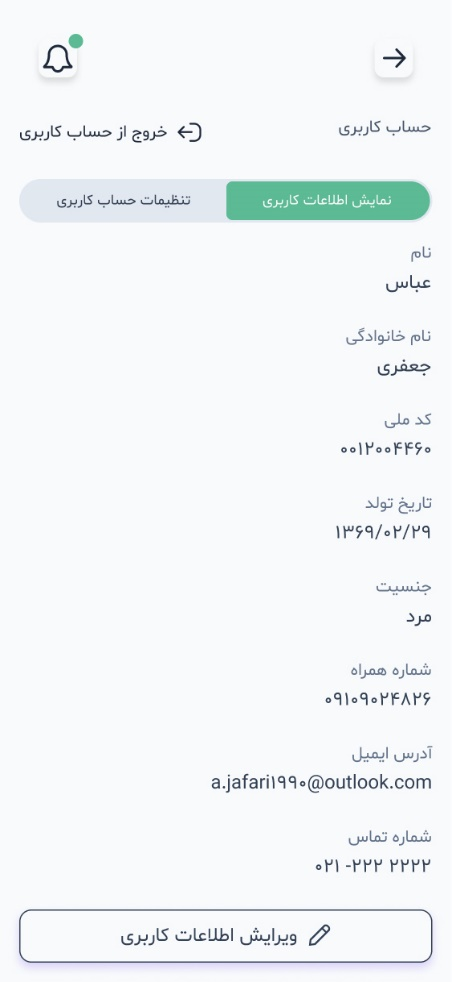 حساب کاربری
خروج از حساب کاربری
نمایش اطلاعات کاربری
تنظیمات حساب کاربری
نام
عباس
نام خانوادگی
جعفری
کد ملی
۰۰۱۲۰۰۴۴۶۰
تاریخ تولد
۱۳۶۹/۰۲/۲۹
جنسیت
مرد
شماره همراه
۰۹۱۰۹۰۲۴۸۲۶
آدرس ایمیل
a.jafari۱۹۹۰@outlook.com
شماره تماس
۰۲۱ -۲۲۲ ۲۲۲۲
ویرایش اطلاعات کاربری